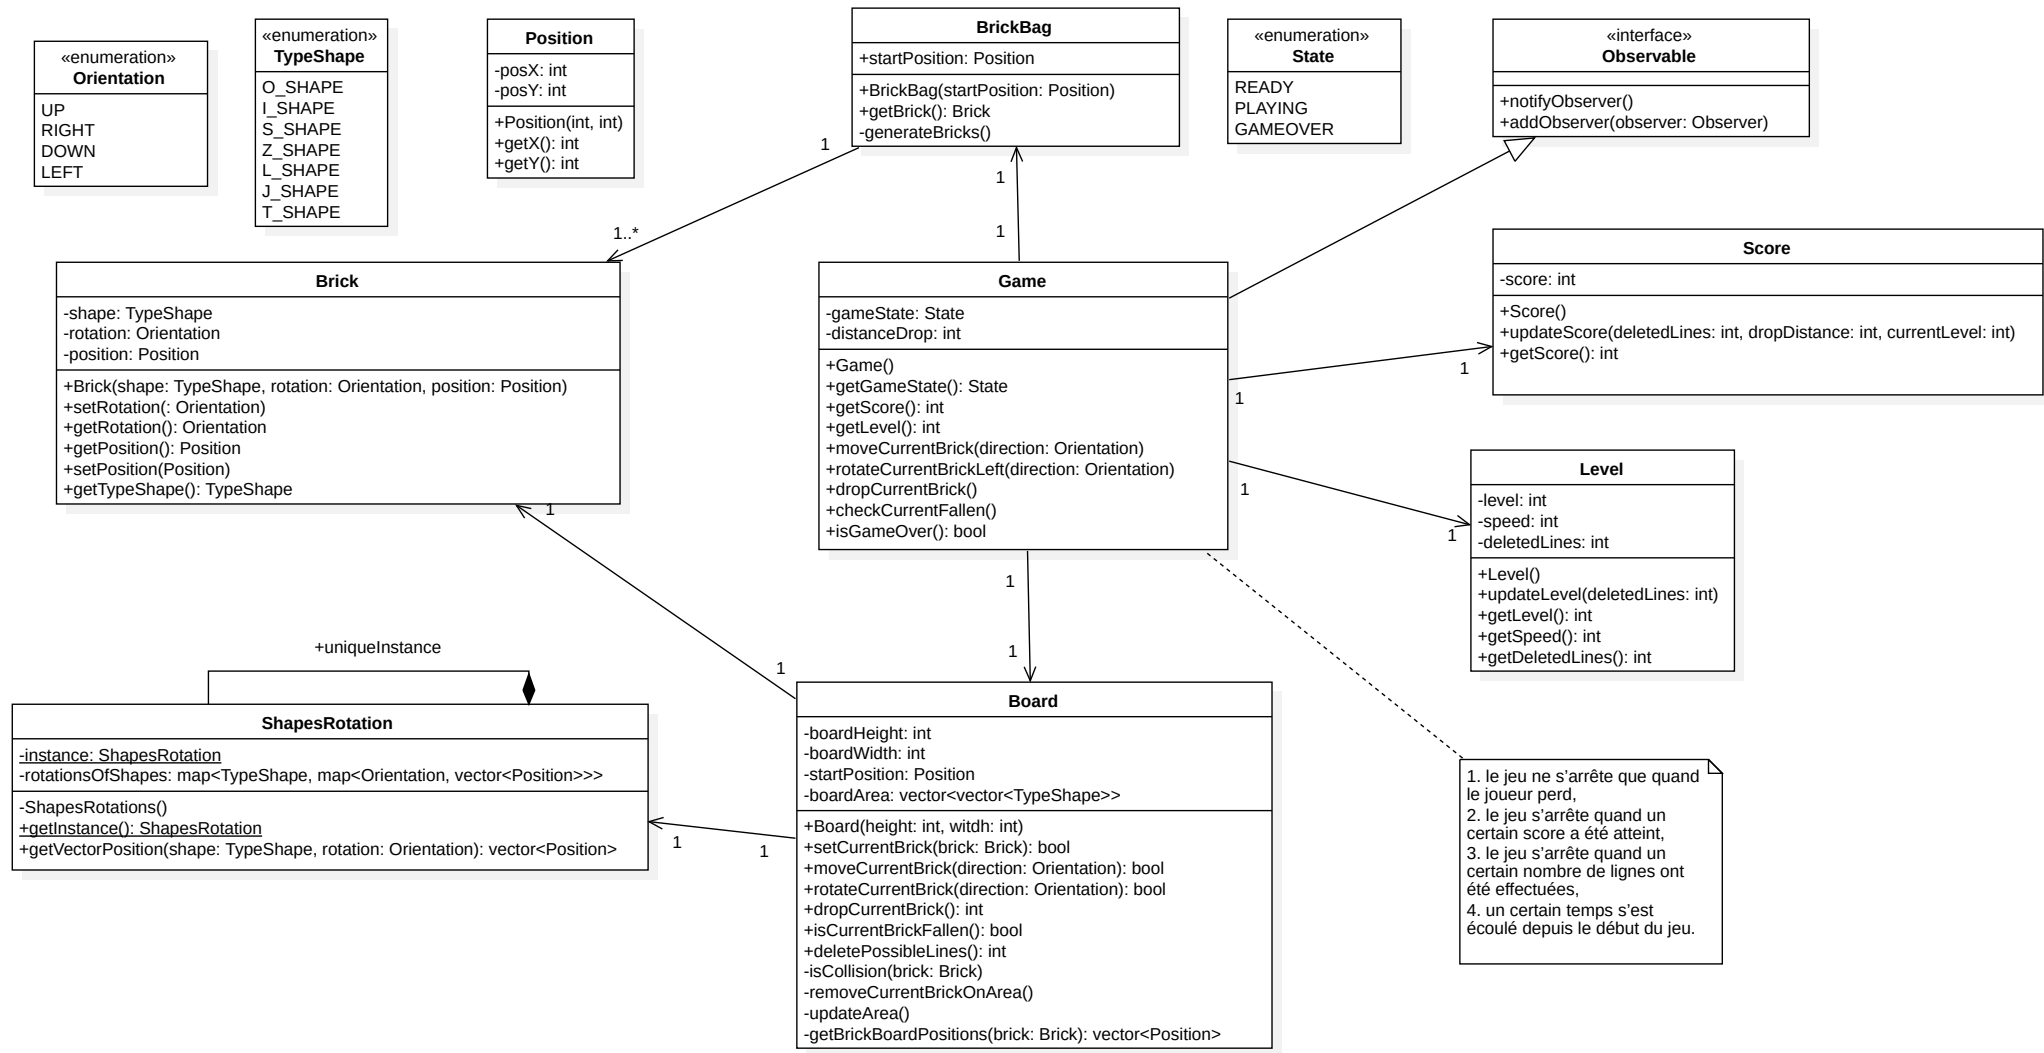 «enumeration»
Orientation
UP
RIGHT
DOWN
LEFT
«enumeration»
TypeShape
O_SHAPE
I_SHAPE
S_SHAPE
Z_SHAPE
L_SHAPE
J_SHAPE
T_SHAPE
Position
-posX: int
-posY: int
+Position(int, int)
+getX(): int
+getY(): int
BrickBag
+startPosition: Position
+BrickBag(startPosition: Position)
+getBrick(): Brick
-generateBricks()
«enumeration»
State
READY
PLAYING
GAMEOVER
«interface»
Observable
+notifyObserver()
+addObserver(observer: Observer)
1
1..*
1
1
Brick
-shape: TypeShape
-rotation: Orientation
-position: Position
+Brick(shape: TypeShape, rotation: Orientation, position: Position)
+setRotation(: Orientation)
+getRotation(): Orientation
+getPosition(): Position
+setPosition(Position)
+getTypeShape(): TypeShape
Game
-gameState: State
-distanceDrop: int
+Game()
+getGameState(): State
+getScore(): int
+getLevel(): int
+moveCurrentBrick(direction: Orientation)
+rotateCurrentBrickLeft(direction: Orientation)
+dropCurrentBrick()
+checkCurrentFallen()
+isGameOver(): bool
Score
-score: int
+Score()
+updateScore(deletedLines: int, dropDistance: int, currentLevel: int)
+getScore(): int
1
1
1
1
Level
-level: int
-speed: int
-deletedLines: int
+Level()
+updateLevel(deletedLines: int)
+getLevel(): int
+getSpeed(): int
+getDeletedLines(): int
1
1
1
1
+uniqueInstance
ShapesRotation
-instance: ShapesRotation
-rotationsOfShapes: map<TypeShape, map<Orientation, vector<Position>>>
-ShapesRotations()
+getInstance(): ShapesRotation
+getVectorPosition(shape: TypeShape, rotation: Orientation): vector<Position>
1
1
Board
-boardHeight: int
-boardWidth: int
-startPosition: Position
-boardArea: vector<vector<TypeShape>>
+Board(height: int, witdh: int)
+setCurrentBrick(brick: Brick): bool
+moveCurrentBrick(direction: Orientation): bool
+rotateCurrentBrick(direction: Orientation): bool
+dropCurrentBrick(): int
+isCurrentBrickFallen(): bool
+deletePossibleLines(): int
-isCollision(brick: Brick)
-removeCurrentBrickOnArea()
-updateArea()
-getBrickBoardPositions(brick: Brick): vector<Position>
1. le jeu ne s’arrête que quand
le joueur perd,
2. le jeu s’arrête quand un
certain score a été atteint,
3. le jeu s’arrête quand un
certain nombre de lignes ont
été effectuées,
4. un certain temps s’est
écoulé depuis le début du jeu.